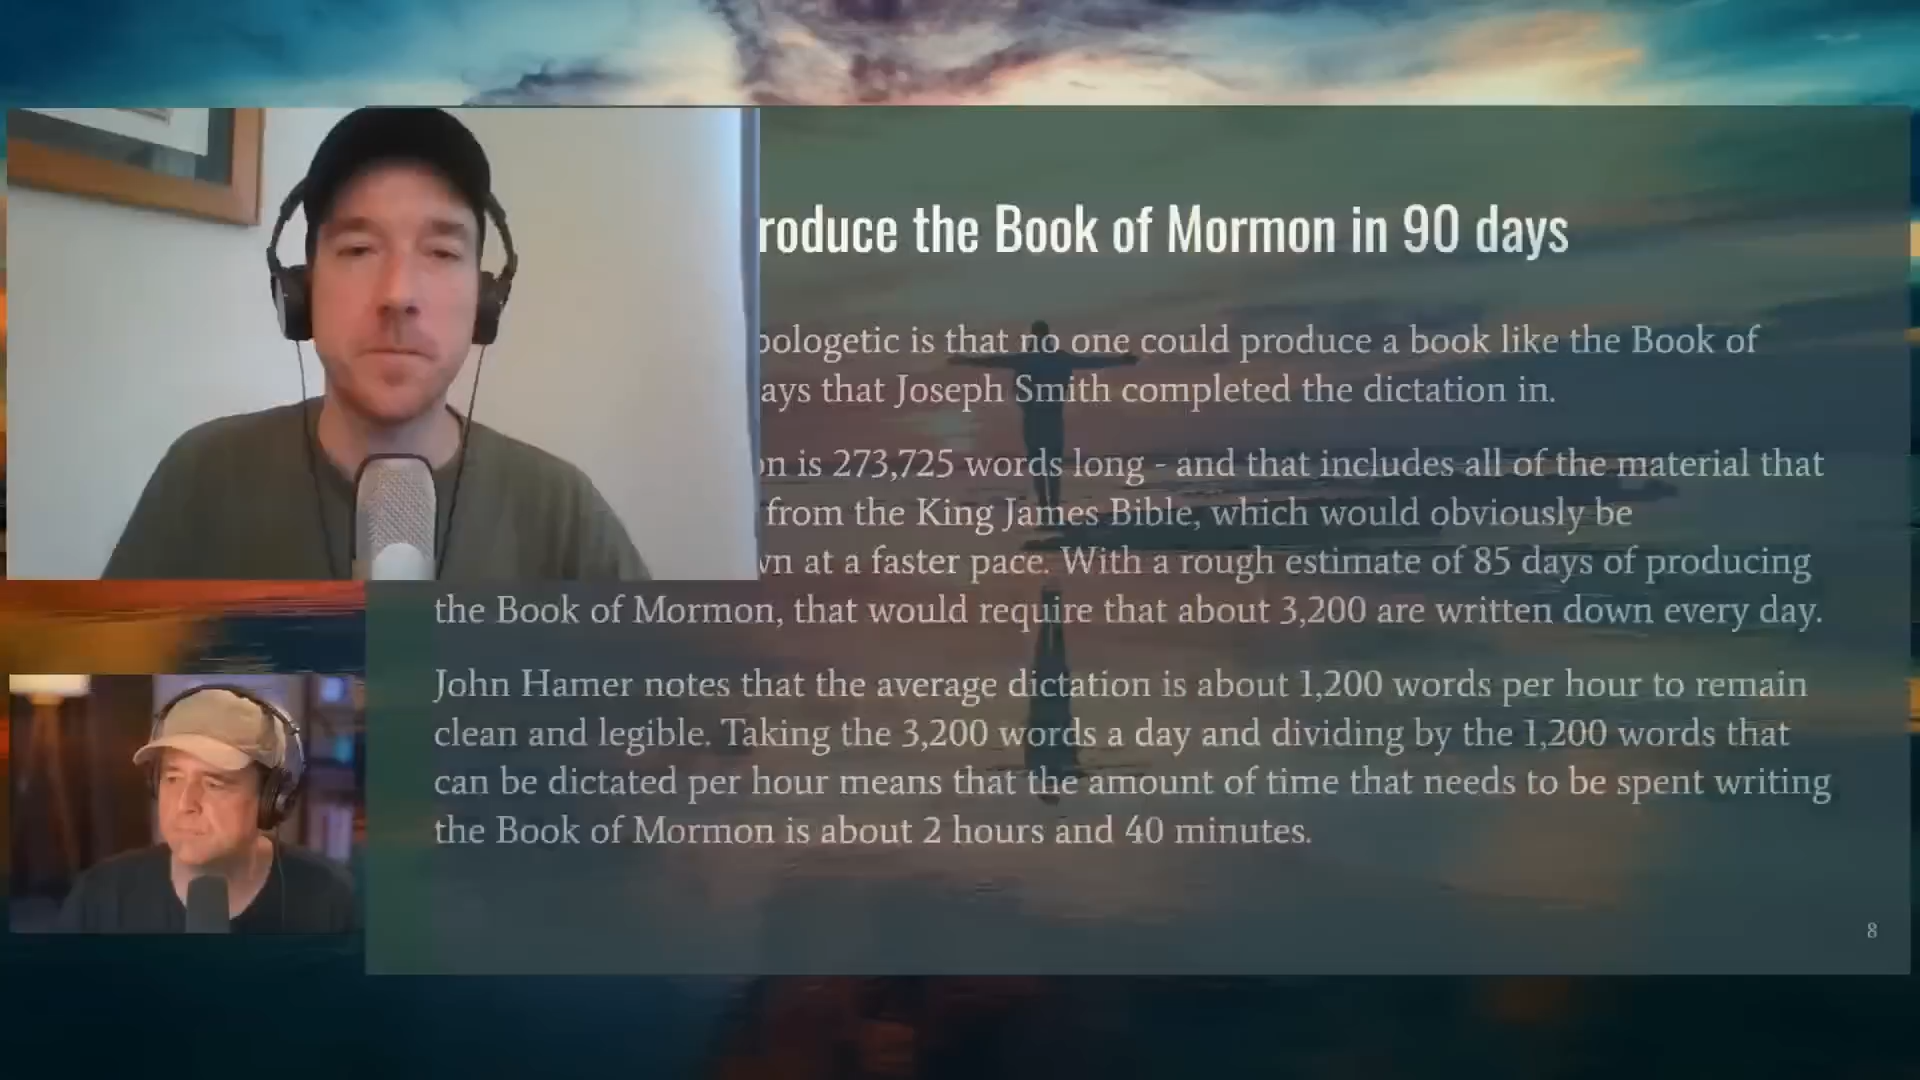 roduce the Book of Mormon in 90 days
pologetic is that no one could produce a book like the Book of
ays that Joseph Smith completed the dictation in.
on is 273,725 words long - and that includes all of the material that
from the King James Bible, which would obviously be
wn at a faster pace. With a rough estimate of 85 days of producing
the Book of Mormon, that would require that about 3,200 are written down every day.
John Hamer notes that the average dictation is about 1,200 words per hour to remain
clean and legible. Taking the 3,200 words a day and dividing by the 1,200 words that
can be dictated per hour means that the amount of time that needs to be spent writing
the Book of Mormon is about 2 hours and 40 minutes.
8